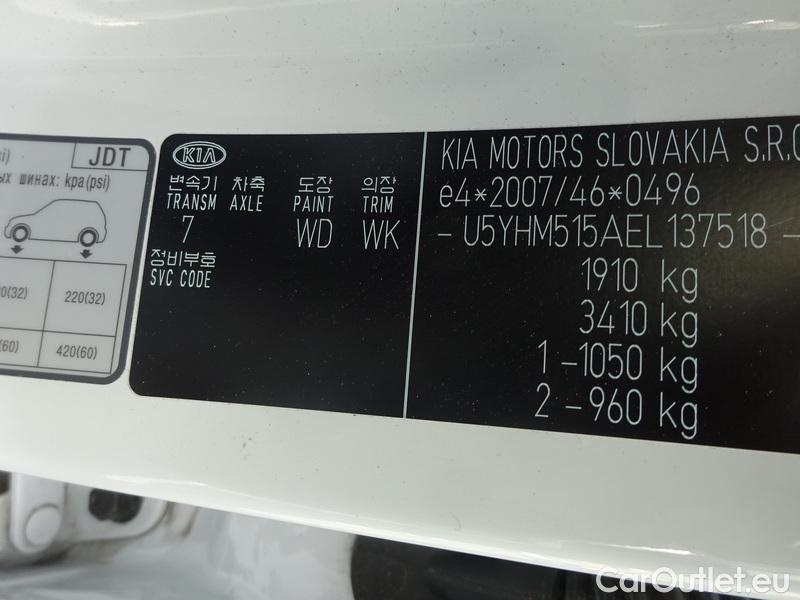 JDT
шинах: kpa(psi)
220(32)
420(60)
KIA
변속기 차축 도장 의장
TRANSM AXLE PAINT TRIM
7 WD WK
정비부호
SVC CODE
KIA MOTORS SLOVAKIA S.R.O
e4*2007/46*0496
- U5YHM515AEL137518 -
1910 kg
3410 kg
1 -1050 kg
2 -960 kg
CarOutlet.eu